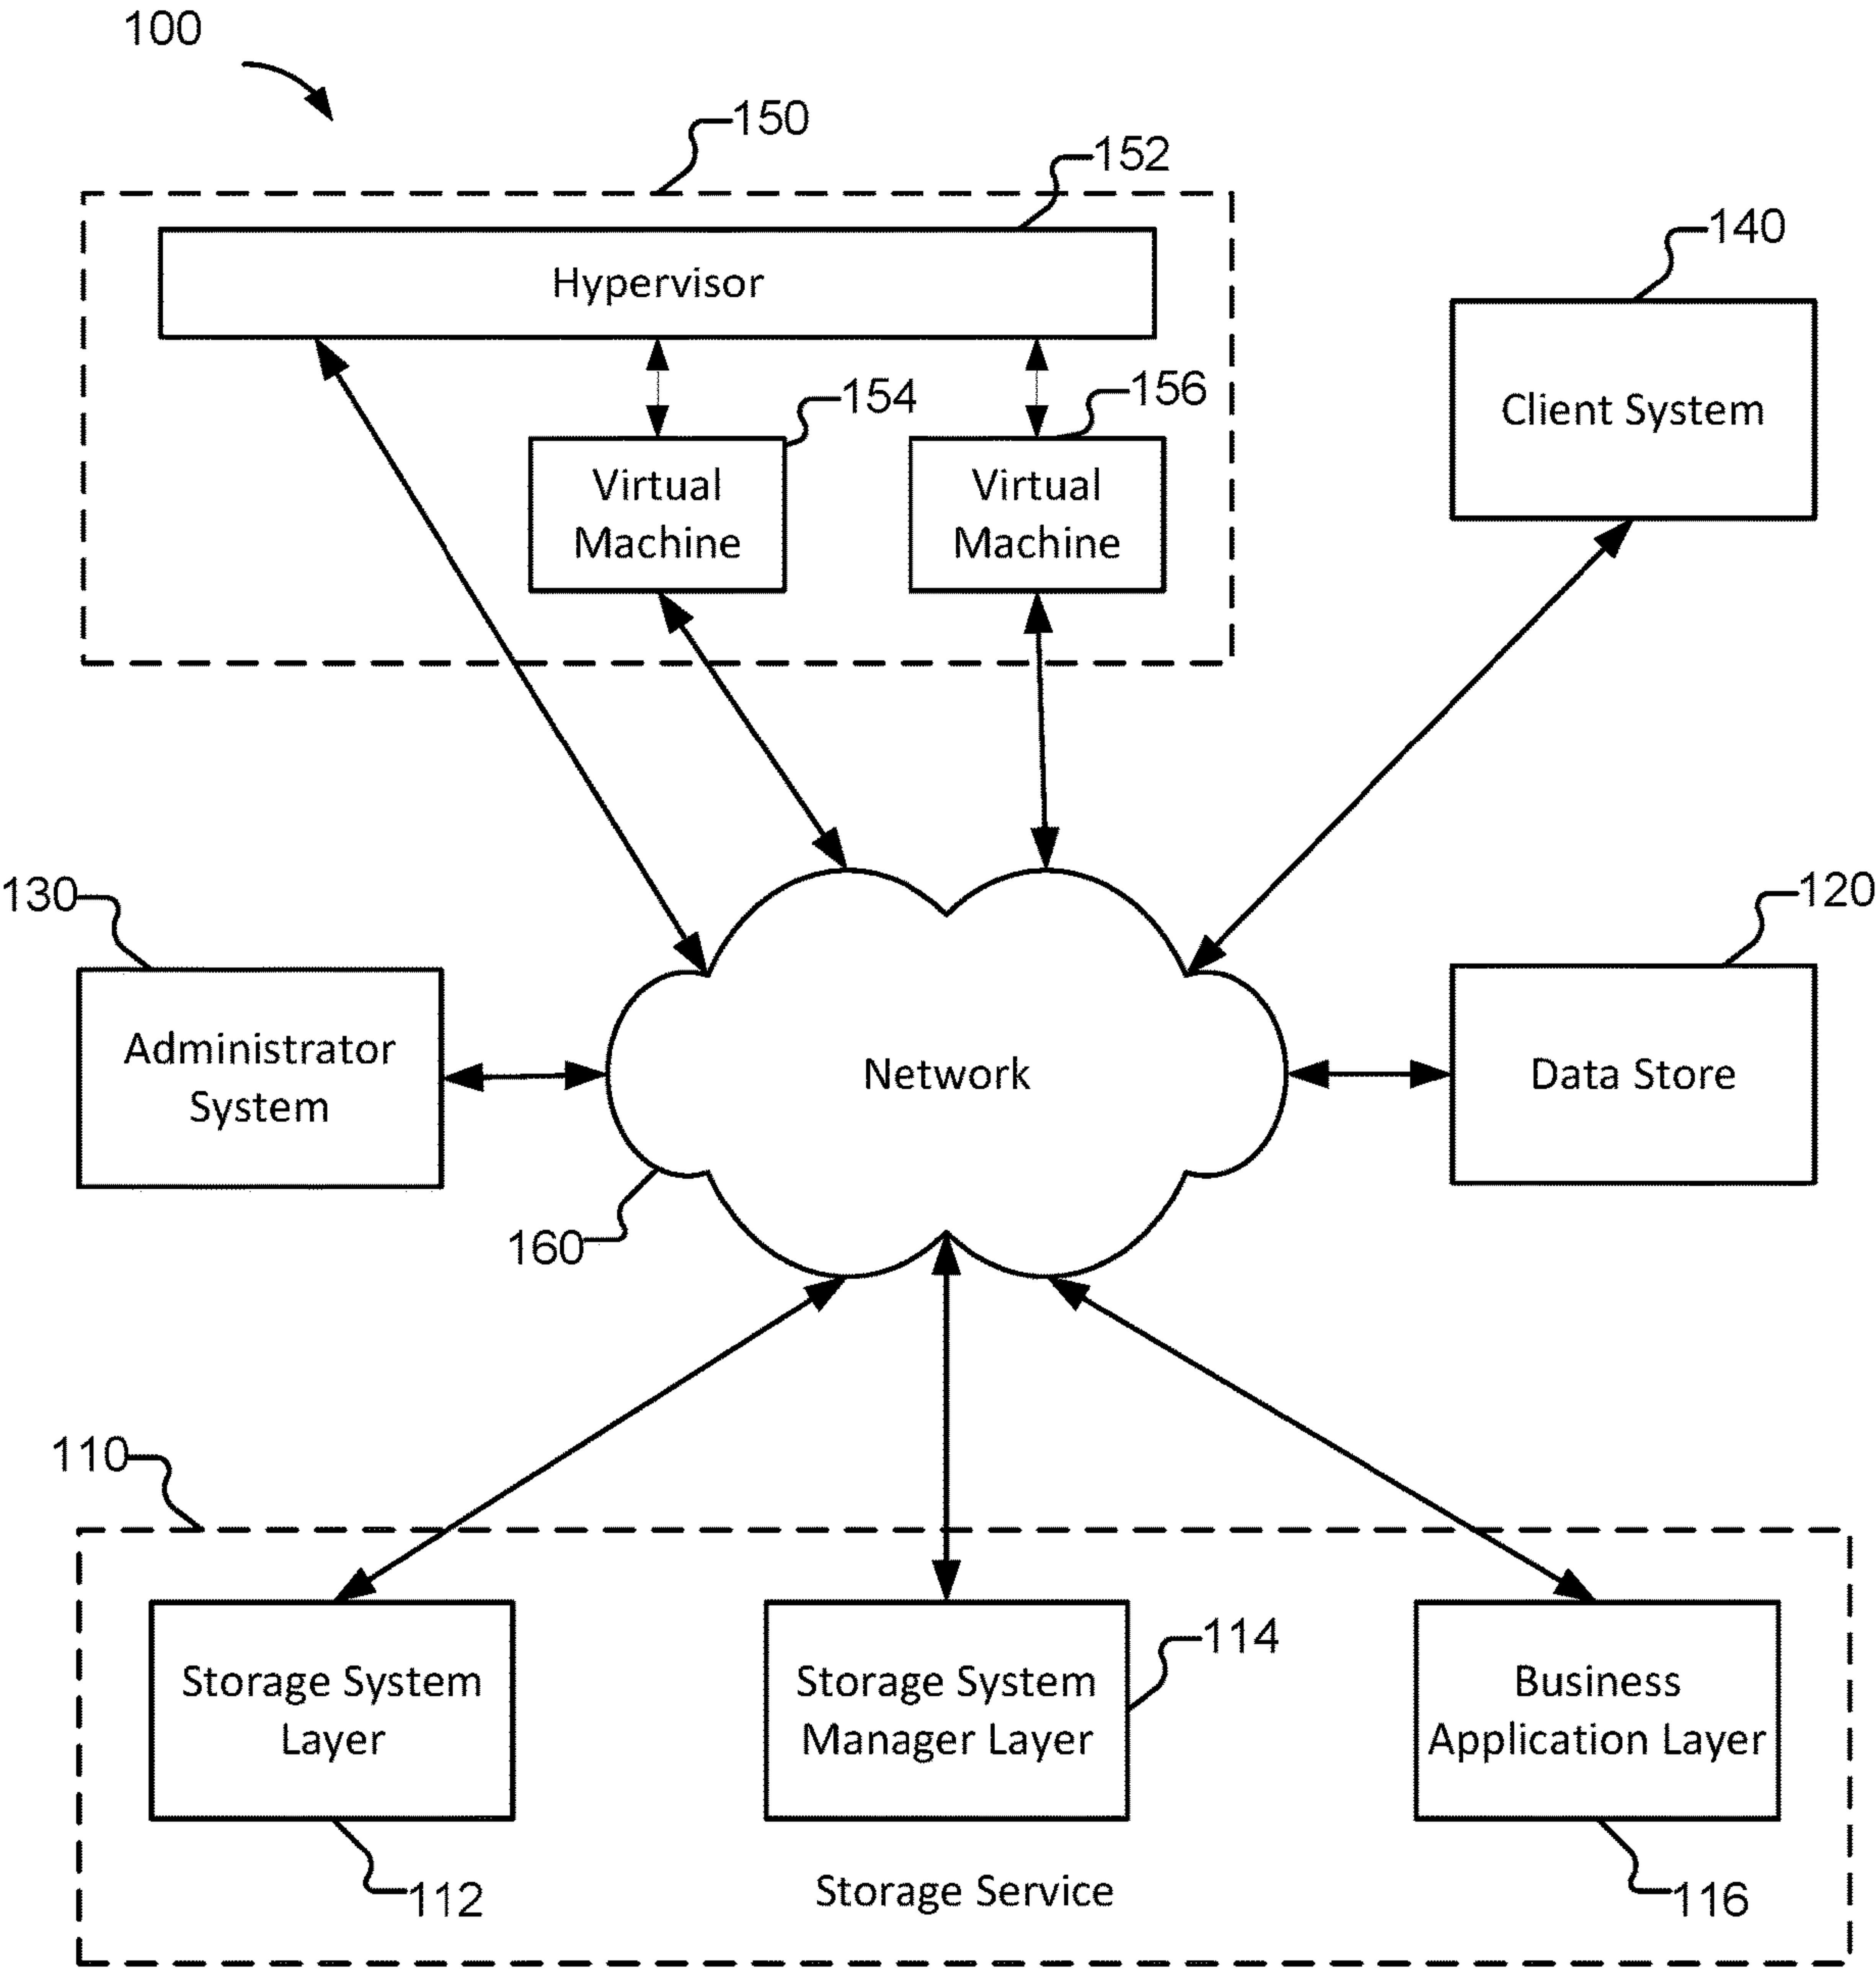 100
150
152
140
Hypervisor
Client System
154
156
Virtual
Machine
Virtual
Machine
130
120
Administrator
System
Network
Data Store
160
110
114
Storage System
Layer
Storage System
Manager Layer
Business
Application Layer
112
Storage Service
116